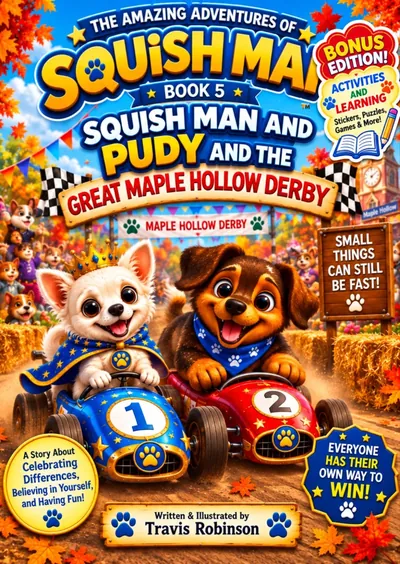 THE AMAZING ADVENTURES OF
SQUiSH MAN
BOOK 5
SQUISH MAN AND
PUDY AND THE
GREAT MAPLE HOLLOW DERBY
BONUS
EDITION!
ACTIVITIES
AND
LEARNING
Stickers, Puzzles,
Games & More!
Maple Hollow
MAPLE HOLLOW DERBY
SMALL
THINGS
CAN STILL
BE FAST!
1
2
A Story About
Celebrating
Differences,
Believing in Yourself,
and Having Fun!
EVERYONE
HAS THEIR
OWN WAY TO
WIN!
Written & Illustrated by
Travis Robinson